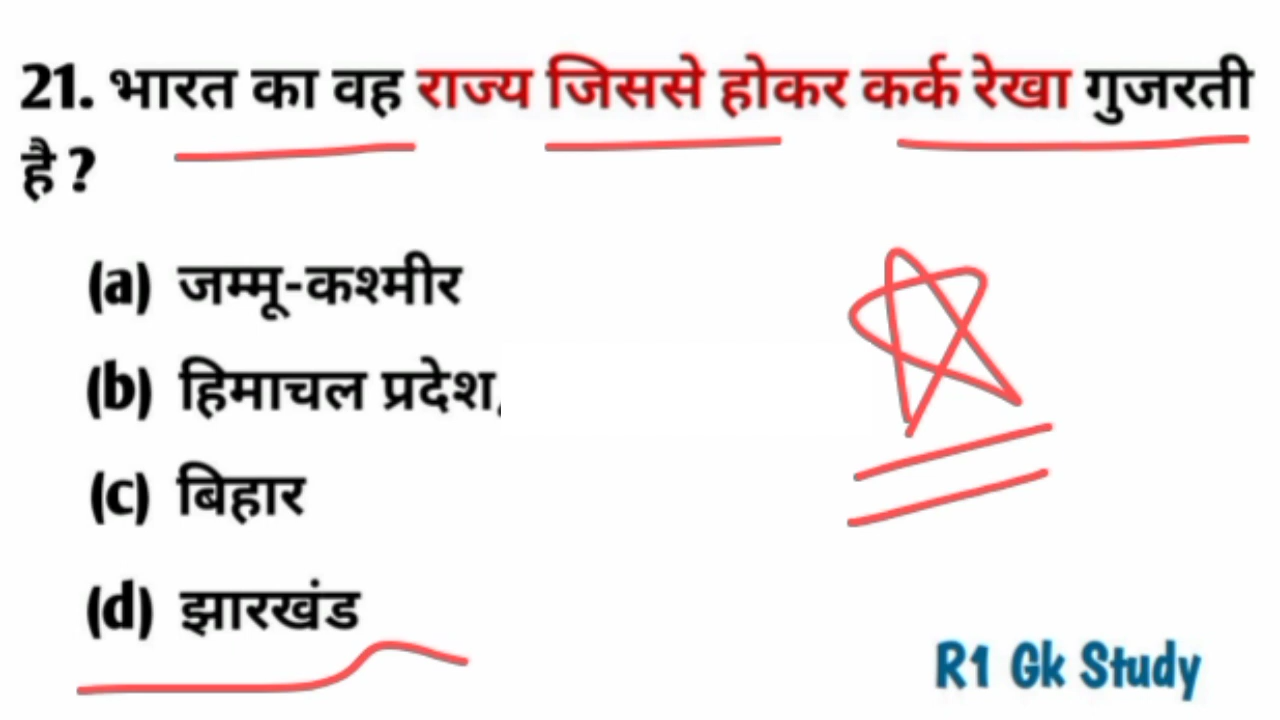 21. भारत का वह राज्य जिससे होकर कर्क रेखा गुजरती
है ?
(a) जम्मू-कश्मीर
(b) हिमाचल प्रदेश,
(c) बिहार
(d) झारखंड
R1 Gk Study